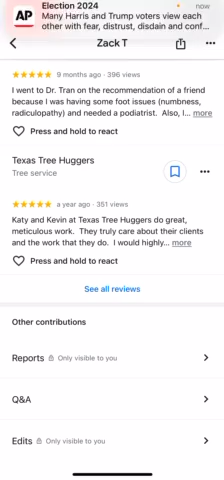 Election 2024
now
AP
Many Harris and Trump voters view each
other with fear, distrust, disdain and conf...
Zack T
9 months ago · 396 views
I went to Dr. Tran on the recommendation of a friend
because I was having some foot issues (numbness,
radiculopathy) and needed a podiatrist. Also, I... more
Press and hold to react
Texas Tree Huggers
Tree service
a year ago · 351 views
Katy and Kevin at Texas Tree Huggers do great,
meticulous work. They truly care about their clients
and the work that they do. I would highly... more
Press and hold to react
See all reviews
Other contributions
Reports Only visible to you
Q&A
Edits Only visible to you